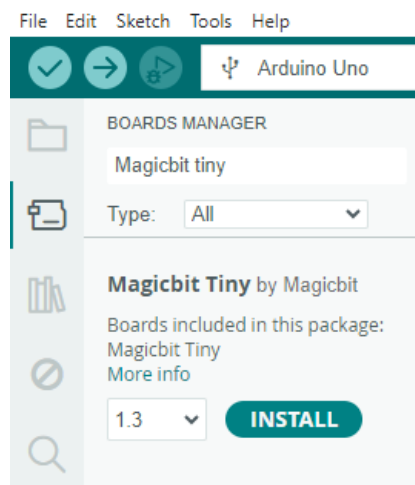 File Edit Sketch Tools Help
Arduino Uno
BOARDS MANAGER
Magicbit tiny
Type: All
Magicbit Tiny by Magicbit
Boards included in this package:
Magicbit Tiny
More info
1.3 INSTALL